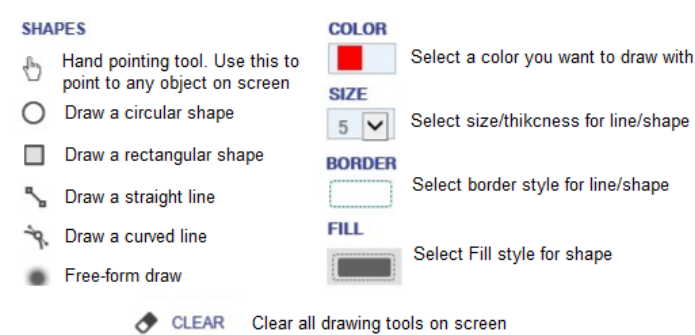 SHAPES
Hand pointing tool. Use this to
point to any object on screen
Draw a circular shape
Draw a rectangular shape
Draw a straight line
Draw a curved line
Free-form draw
COLOR
Select a color you want to draw with
SIZE
5
Select size/thikcness for line/shape
BORDER
Select border style for line/shape
FILL
Select Fill style for shape
CLEAR Clear all drawing tools on screen